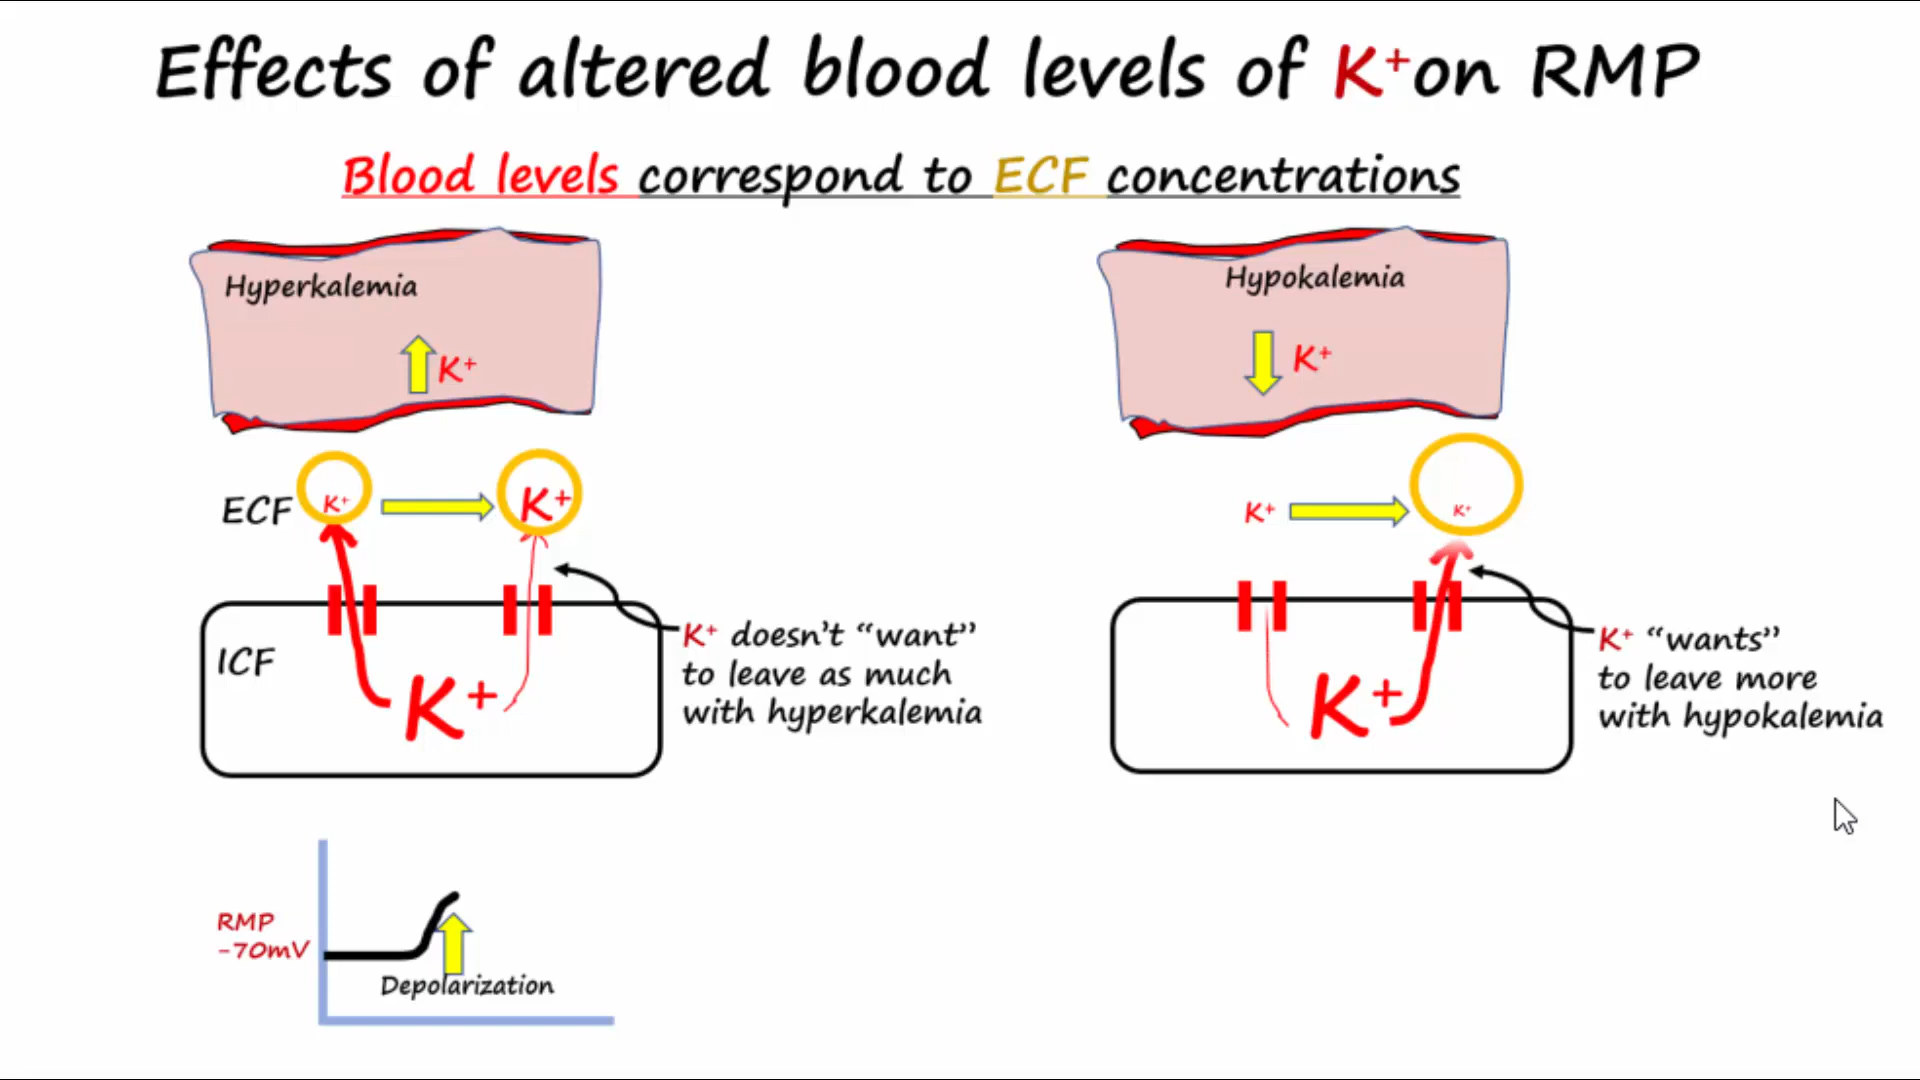 Effects of altered blood levels of K⁺on RMP
Blood levels correspond to ECF concentrations
Hyperkalemia
K⁺
ECF
K⁺
K⁺
ICF
K⁺
K⁺ doesn't “want”
to leave as much
with hyperkalemia
RMP
-70mV
Depolarization
Hypokalemia
K⁺
K⁺
K⁺
K⁺
K⁺ “wants”
to leave more
with hypokalemia